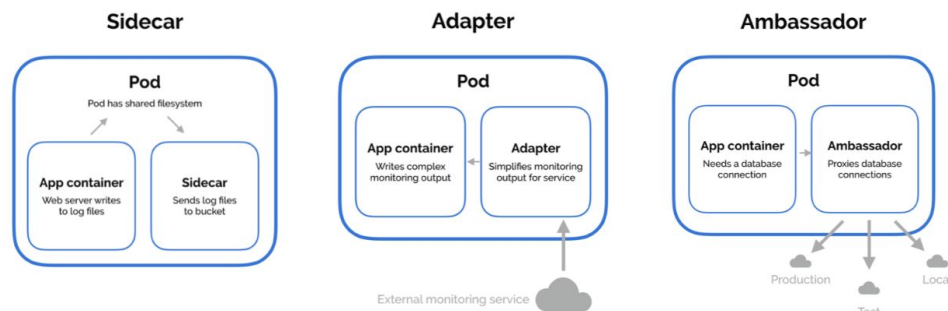 Sidecar
Pod
Pod has shared filesystem
App container
Web server writes
to log files
Sidecar
Sends log files
to bucket
Adapter
Pod
App container
Writes complex
monitoring output
Adapter
Simplifies monitoring
output for service
External monitoring service
Ambassador
Pod
App container
Needs a database
connection
Ambassador
Proxies database
connections
Production
Loca